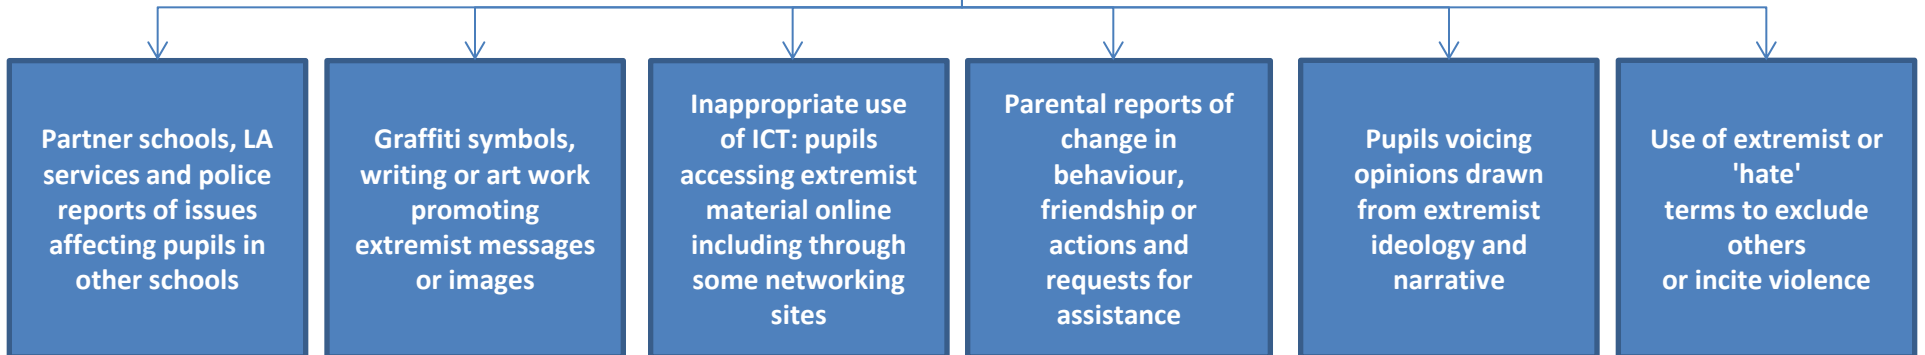 Partner schools, LA
services and police
reports of issues
affecting pupils in
other schools
Graffiti symbols,
writing or art work
promoting
extremist messages
or images
Inappropriate use
of ICT: pupils
accessing extremist
material online
including through
some networking
sites
Parental reports of
change in
behaviour,
friendship or
actions and
requests for
assistance
Pupils voicing
opinions drawn
from extremist
ideology and
narrative
Use of extremist or
'hate'
terms to exclude
others
or incite violence